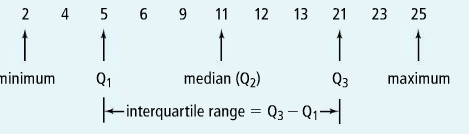 2 4 5 6 9 11 12 13 21 23 25
minimum Q₁ median (Q₂) Q₃ maximum
interquartile range = Q₃ – Q₁